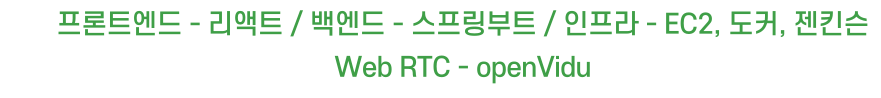 프론트엔드 - 리액트 / 백엔드 - 스프링부트 / 인프라 - EC2, 도커, 젠킨슨
Web RTC - openVidu